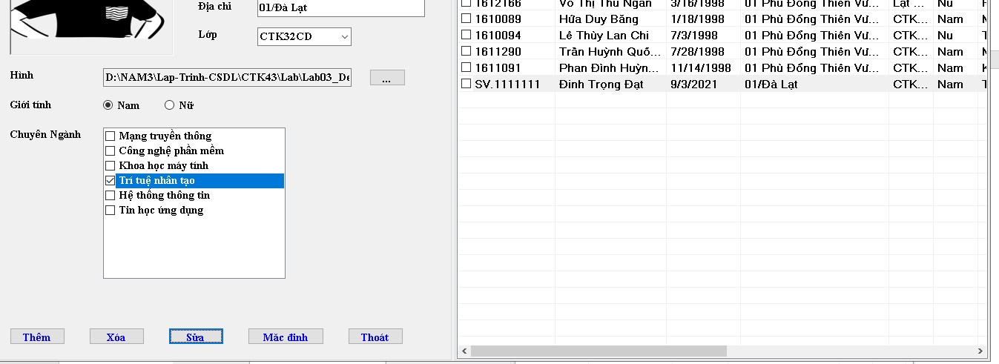 Địa chỉ
01/Đà Lạt
Lớp
CTK32CD
Hình
D:\NAM3\Lap-Trinh-CSDL\CTK43\Lab\Lab03_De
...
Giới tính
Nam
Nữ
Chuyên Ngành
Mạng truyền thông
Công nghệ phần mềm
Khoa học máy tính
Trí tuệ nhân tạo
Hệ thống thông tin
Tin học ứng dụng
Thêm
Xóa
Sửa
Mặc đinh
Thoát
1612166 Võ Thị Thu Ngân 3/16/1998 01 Phù Đổng Thiên Vư... Lạt ... Nu
1610089 Hứa Duy Băng 1/18/1998 01 Phù Đổng Thiên Vư... CTK... Nam
1610094 Lê Thùy Lan Chi 7/3/1998 01 Phù Đổng Thiên Vư... CTK... Nu T
1611290 Trần Huỳnh Quố... 7/28/1998 01 Phù Đổng Thiên Vư... CTK... Nam
1611091 Phan Đình Huỳn... 11/14/1998 01 Phù Đổng Thiên Vư... CTK... Nam
SV.1111111 Đinh Trọng Đạt 9/3/2021 01/Đà Lạt CTK... Nam T